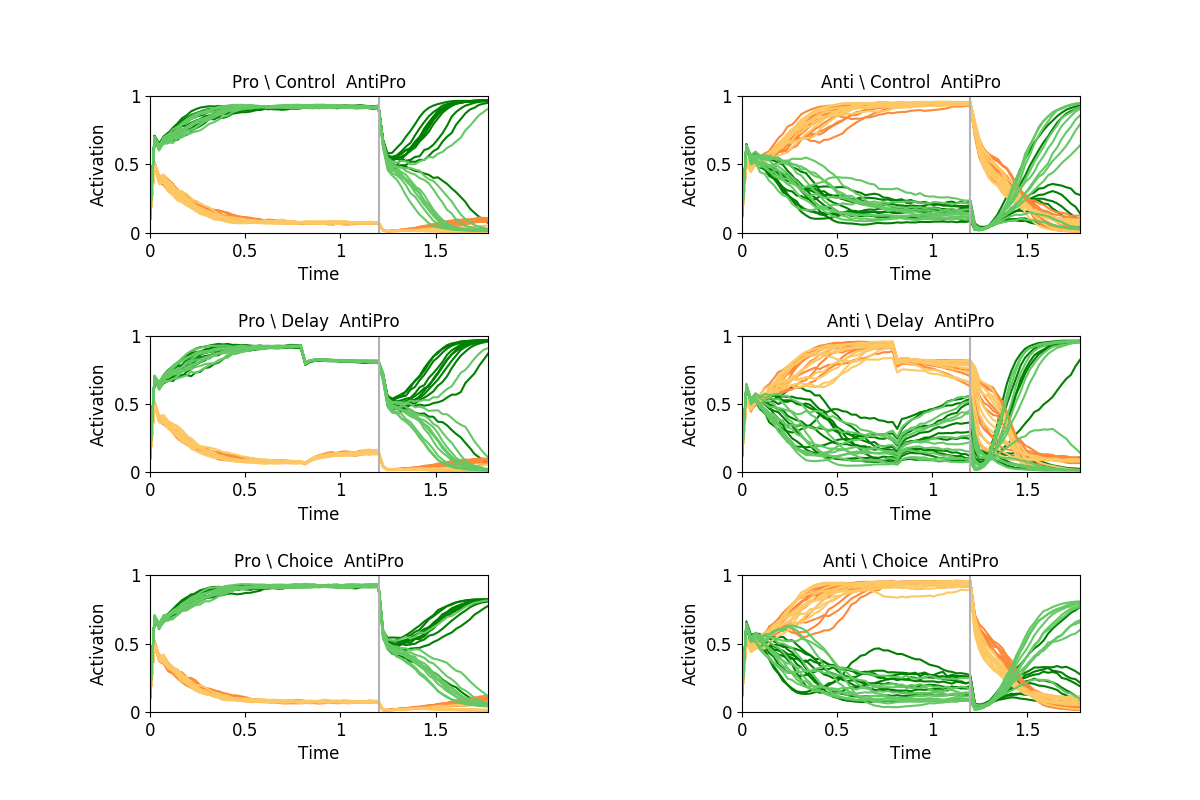 Pro \ Control  AntiPro
Activation
1
0.5
0
0
0.5
1
1.5
Time
Anti \ Control  AntiPro
Activation
1
0.5
0
0
0.5
1
1.5
Time
Pro \ Delay  AntiPro
Activation
1
0.5
0
0
0.5
1
1.5
Time
Anti \ Delay  AntiPro
Activation
1
0.5
0
0
0.5
1
1.5
Time
Pro \ Choice  AntiPro
Activation
1
0.5
0
0
0.5
1
1.5
Time
Anti \ Choice  AntiPro
Activation
1
0.5
0
0
0.5
1
1.5
Time